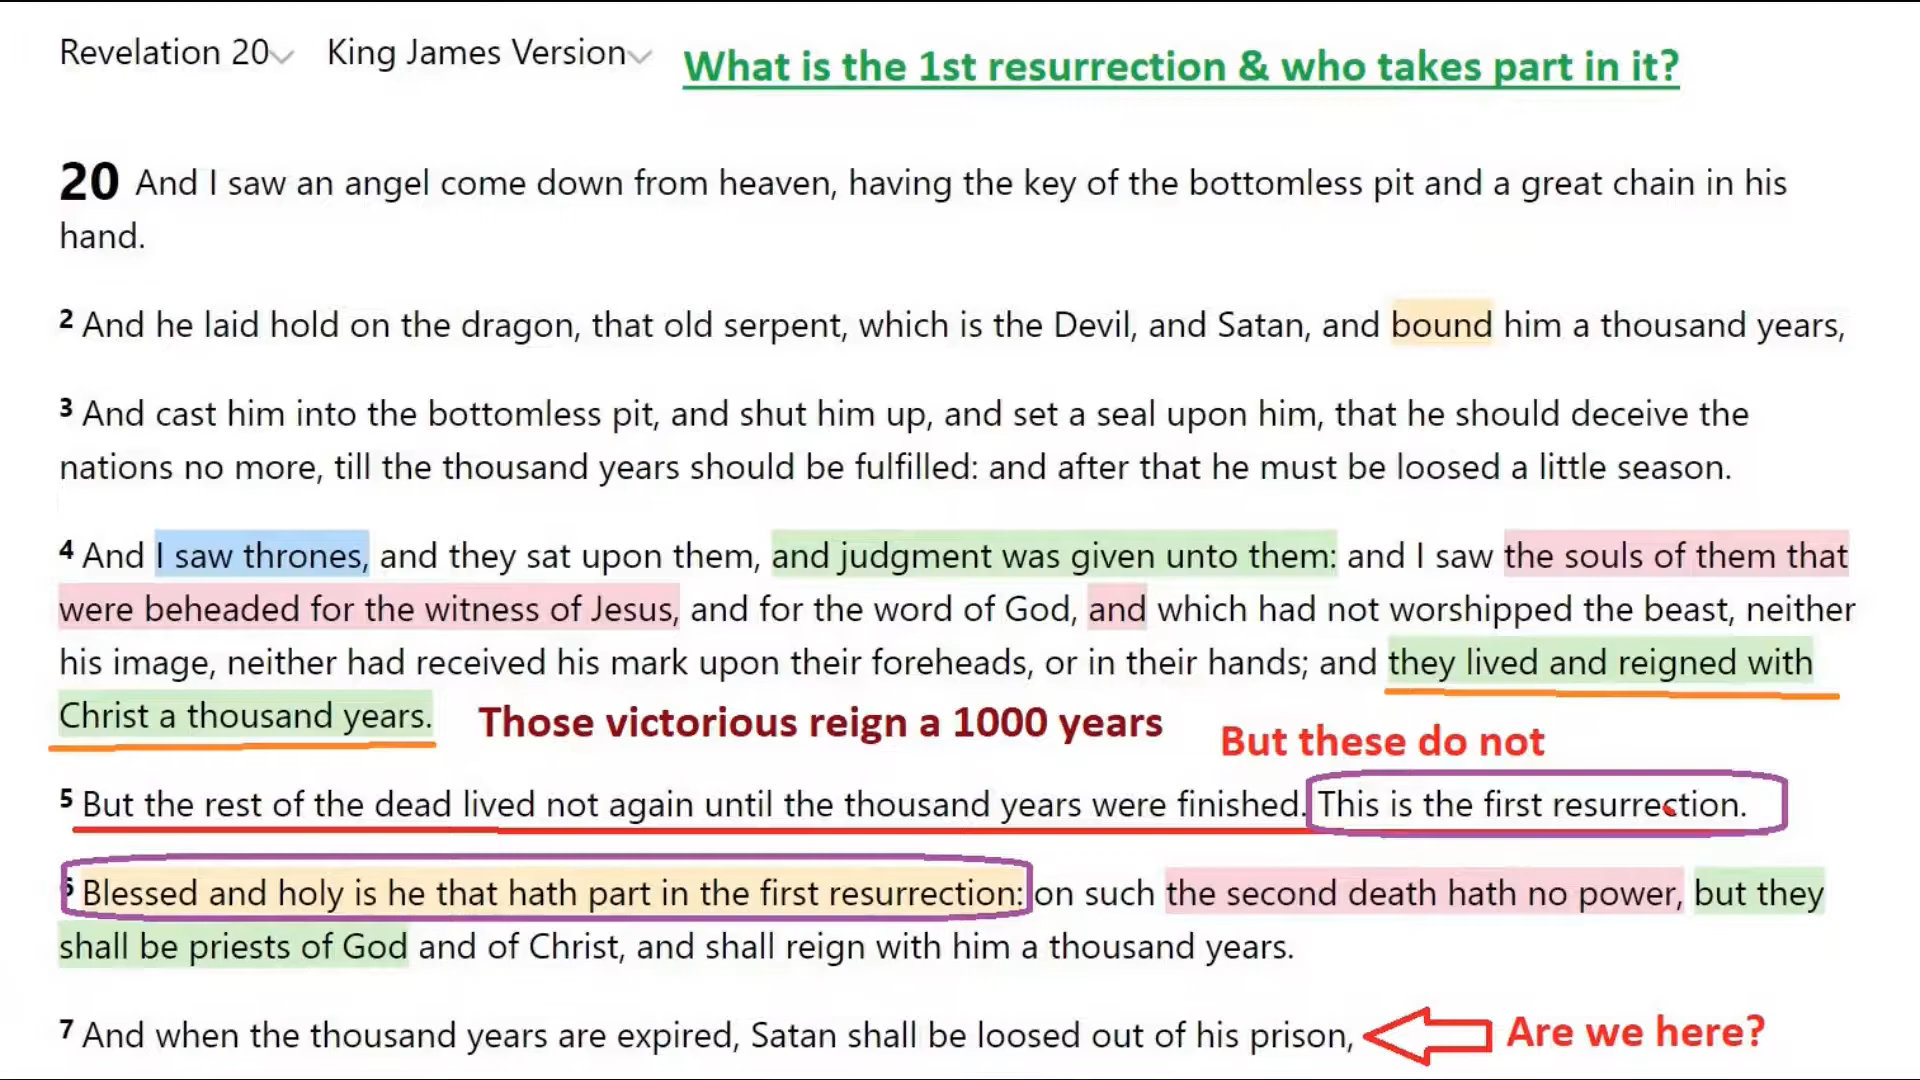 Revelation 20 King James Version What is the 1st resurrection & who takes part in it?
20 And I saw an angel come down from heaven, having the key of the bottomless pit and a great chain in his
hand.
2 And he laid hold on the dragon, that old serpent, which is the Devil, and Satan, and bound him a thousand years,
3 And cast him into the bottomless pit, and shut him up, and set a seal upon him, that he should deceive the
nations no more, till the thousand years should be fulfilled: and after that he must be loosed a little season.
4 And I saw thrones, and they sat upon them, and judgment was given unto them: and I saw the souls of them that
were beheaded for the witness of Jesus, and for the word of God, and which had not worshipped the beast, neither
his image, neither had received his mark upon their foreheads, or in their hands; and they lived and reigned with
Christ a thousand years. Those victorious reign a 1000 years
But these do not
5 But the rest of the dead lived not again until the thousand years were finished. This is the first resurrection.
6 Blessed and holy is he that hath part in the first resurrection: on such the second death hath no power, but they
shall be priests of God and of Christ, and shall reign with him a thousand years.
7 And when the thousand years are expired, Satan shall be loosed out of his prison, Are we here?